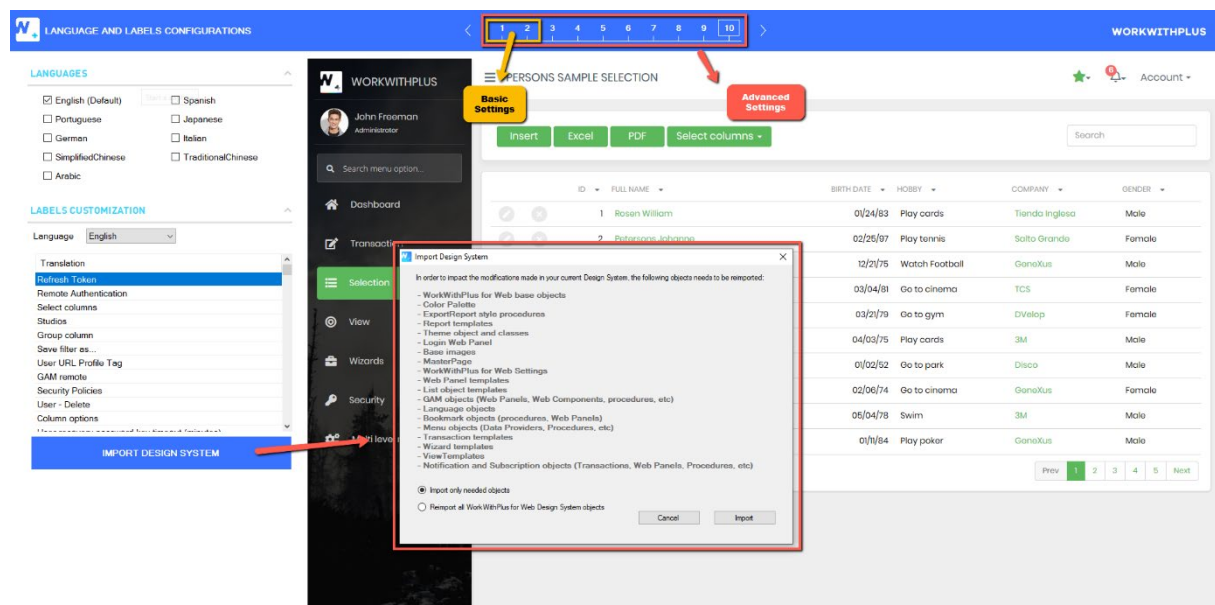 LANGUAGE AND LABELS CONFIGURATIONS
1 2 3 4 5 6 7 8 9 10
WORKWITHPLUS
LANGUAGES
English (Default)
Spanish
Portuguese
Japanese
German
Italian
SimplifiedChinese
TraditionalChinese
Arabic
LABELS CUSTOMIZATION
Language English
Translation
Refresh Token
Remote Authentication
Select columns
Studios
Group column
Save filter as...
User URL Profile Tag
GAM remote
Security Policies
User - Delete
Column options
User recovery password key timeout (minutes)
IMPORT DESIGN SYSTEM
WORKWITHPLUS
John Freeman
Administrator
Search menu option...
Dashboard
Transaction
Selection
View
Wizards
Security
Multi level
PERSONS SAMPLE SELECTION
Account
Basic
Settings
Advanced
Settings
Insert
Excel
PDF
Select columns
Search
ID FULL NAME BIRTH DATE HOBBY COMPANY GENDER
1 Rosen William 01/24/83 Play cards Tienda Inglesa Male
2 Petersons Johanna 02/25/97 Play tennis Salto Grande Female
12/21/75 Watch Football GeneXus Male
03/04/81 Go to cinema TCS Female
03/21/79 Go to gym DVelop Female
04/03/75 Play cards 3M Male
01/02/52 Go to park Disco Male
02/06/74 Go to cinema GeneXus Female
05/04/78 Swim 3M Male
01/11/84 Play poker GeneXus Male
Prev 1 2 3 4 5 Next
Import Design System
In order to impact the modifications made in your current Design System, the following objects needs to be reimported:
- WorkWithPlus for Web base objects
- Color Palette
- ExportReport style procedures
- Report templates
- Theme object and classes
- Login Web Panel
- Base images
- MasterPage
- WorkWithPlus for Web Settings
- Web Panel templates
- List object templates
- GAM objects (Web Panels, Web Components, procedures, etc)
- Language objects
- Bookmark objects (procedures, Web Panels)
- Menu objects (Data Providers, Procedures, etc)
- Transaction templates
- Wizard templates
- ViewTemplates
- Notification and Subscription objects (Transactions, Web Panels, Procedures, etc)
Import only needed objects
Reimport all WorkWithPlus for Web Design System objects
Cancel
Import